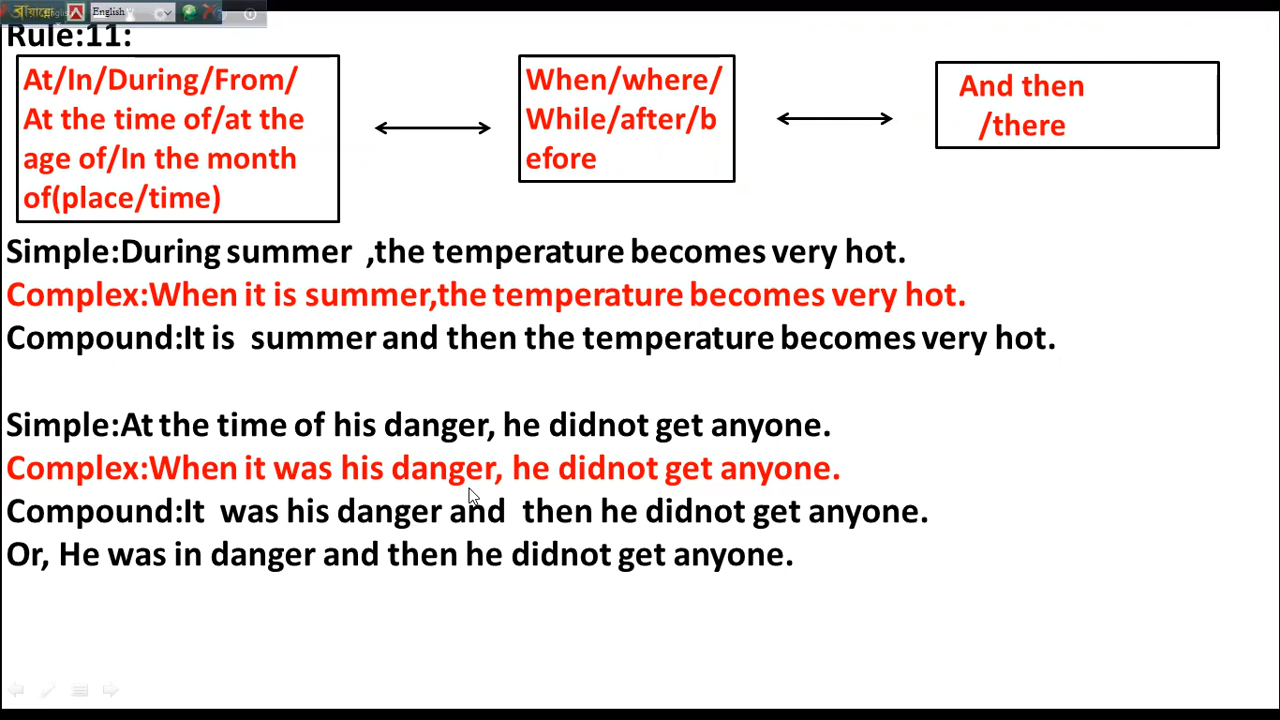 English
Rule:11:
At/In/During/From/
At the time of/at the
age of/In the month
of(place/time)
When/where/
While/after/b
efore
And then
/there
Simple:During summer ,the temperature becomes very hot.
Complex:When it is summer,the temperature becomes very hot.
Compound:It is summer and then the temperature becomes very hot.
Simple:At the time of his danger, he didnot get anyone.
Complex:When it was his danger, he didnot get anyone.
Compound:It was his danger and then he didnot get anyone.
Or, He was in danger and then he didnot get anyone.